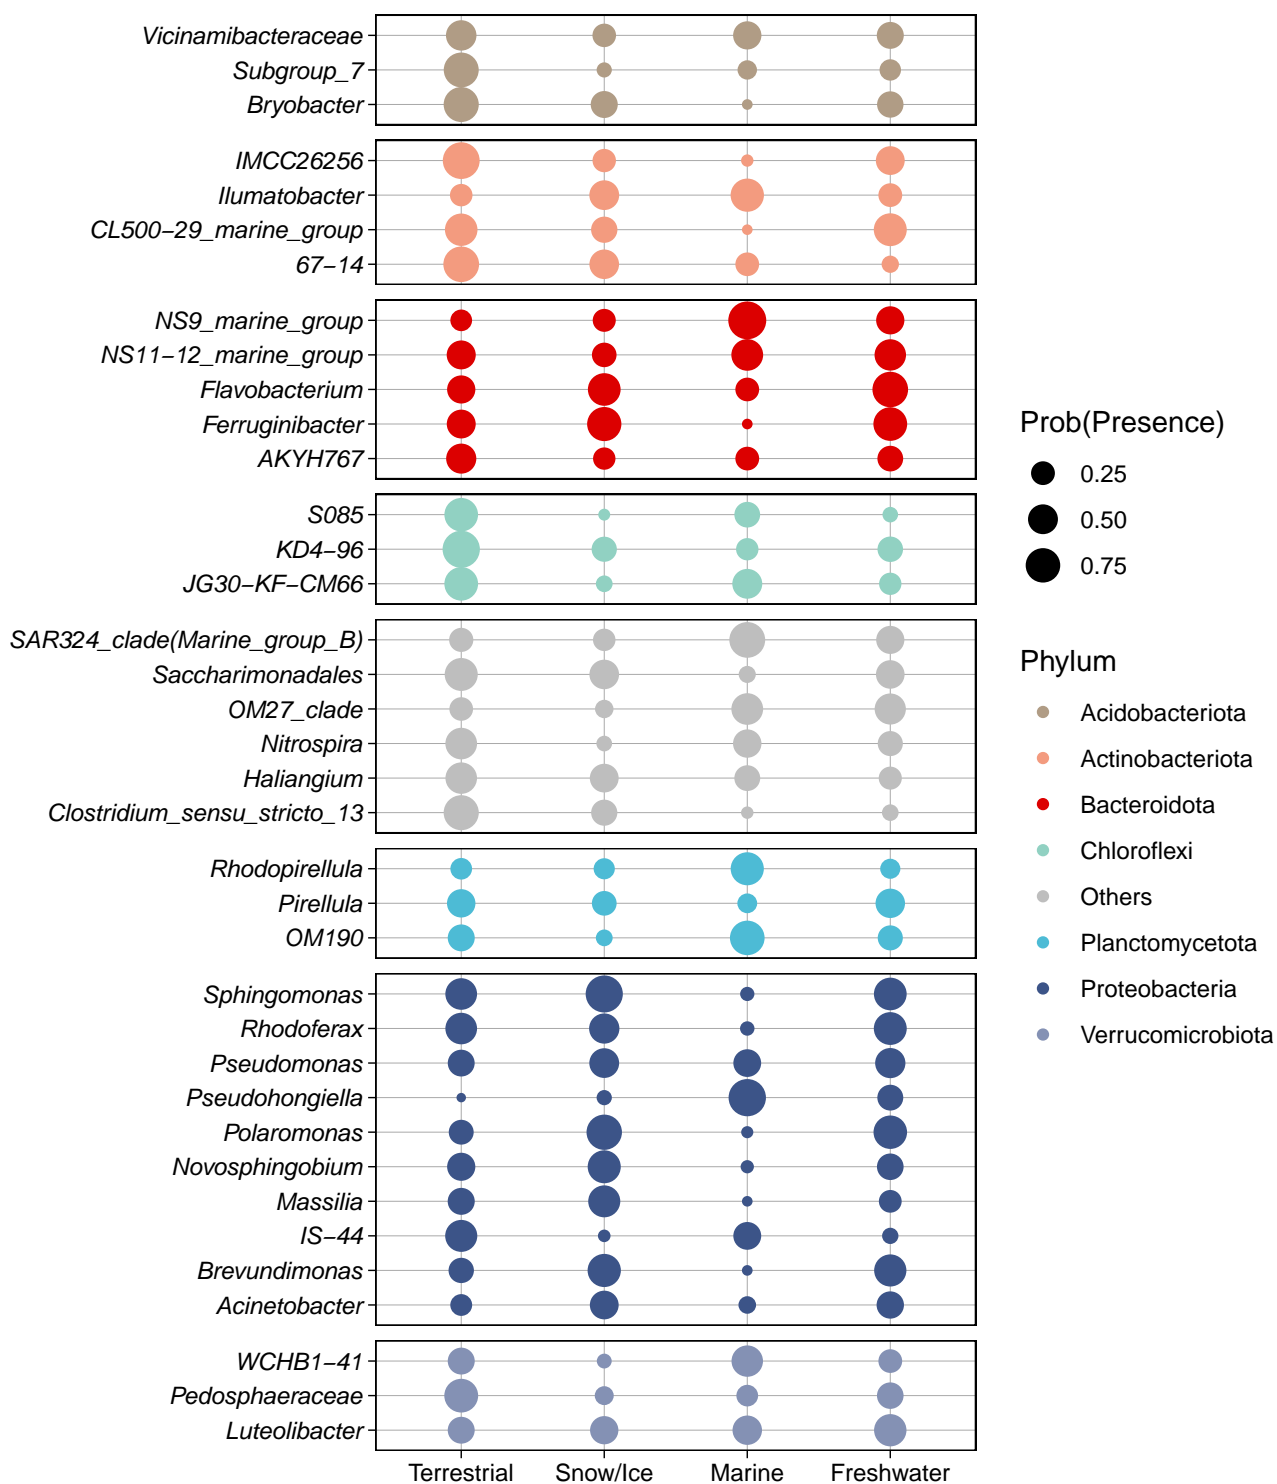 Vicinamibacteraceae
Subgroup_7
Bryobacter
IMCC26256
Ilumatobacter
CL500−29_marine_group
67−14
NS9_marine_group
NS11−12_marine_group
Flavobacterium
Ferruginibacter
AKYH767
S085
KD4−96
JG30−KF−CM66
SAR324_clade(Marine_group_B)
Saccharimonadales
OM27_clade
Nitrospira
Haliangium
Clostridium_sensu_stricto_13
Rhodopirellula
Pirellula
OM190
Sphingomonas
Rhodoferax
Pseudomonas
Pseudohongiella
Polaromonas
Novosphingobium
Massilia
IS−44
Brevundimonas
Acinetobacter
WCHB1−41
Pedosphaeraceae
Luteolibacter
Terrestrial Snow/Ice Marine Freshwater
Prob(Presence)
0.25
0.50
0.75
Phylum
Acidobacteriota
Actinobacteriota
Bacteroidota
Chloroflexi
Others
Planctomycetota
Proteobacteria
Verrucomicrobiota